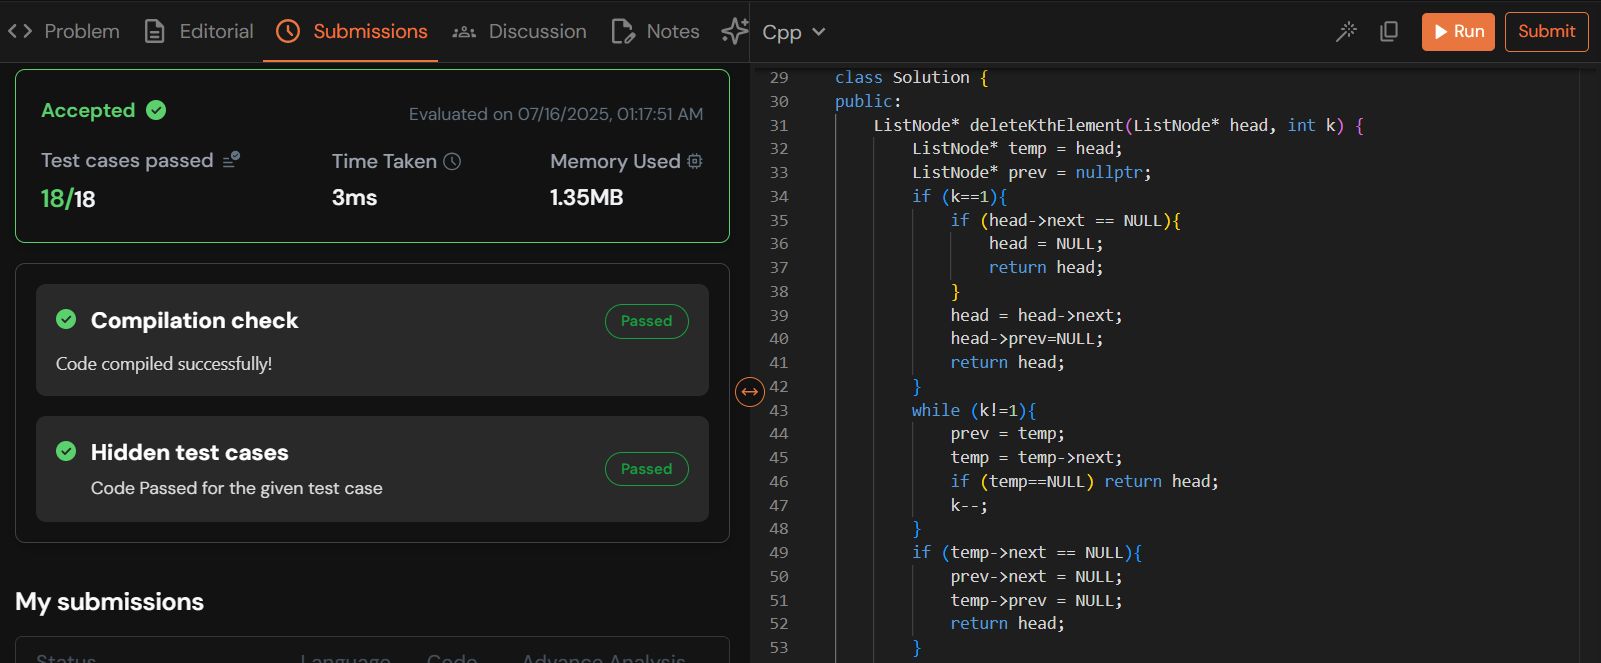 Problem Editorial Submissions Discussion Notes
Accepted
Evaluated on 07/16/2025, 01:17:51 AM
Test cases passed Time Taken Memory Used
18/18 3ms 1.35MB
Compilation check Passed
Code compiled successfully!
Hidden test cases Passed
Code Passed for the given test case
My submissions
Status Language Code Advance Analysis
Cpp Run Submit
29 class Solution {
30 public:
31 ListNode* deleteKthElement(ListNode* head, int k) {
32 ListNode* temp = head;
33 ListNode* prev = nullptr;
34 if (k==1){
35 if (head->next == NULL){
36 head = NULL;
37 return head;
38 }
39 head = head->next;
40 head->prev=NULL;
41 return head;
42 }
43 while (k!=1){
44 prev = temp;
45 temp = temp->next;
46 if (temp==NULL) return head;
47 k--;
48 }
49 if (temp->next == NULL){
50 prev->next = NULL;
51 temp->prev = NULL;
52 return head;
53 }